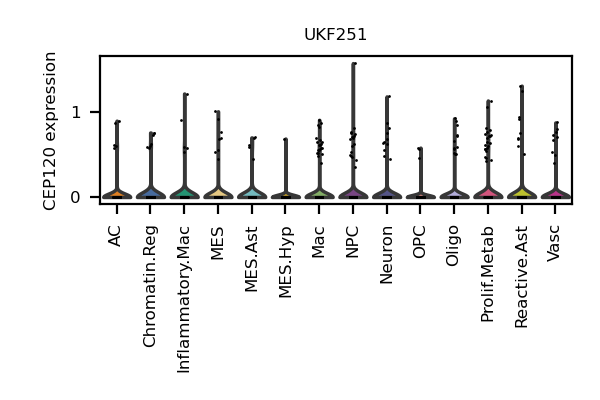 UKF251
CEP120 expression
1
0
AC
Chromatin.Reg
Inflammatory.Mac
MES
MES.Ast
MES.Hyp
Mac
NPC
Neuron
OPC
Oligo
Prolif.Metab
Reactive.Ast
Vasc